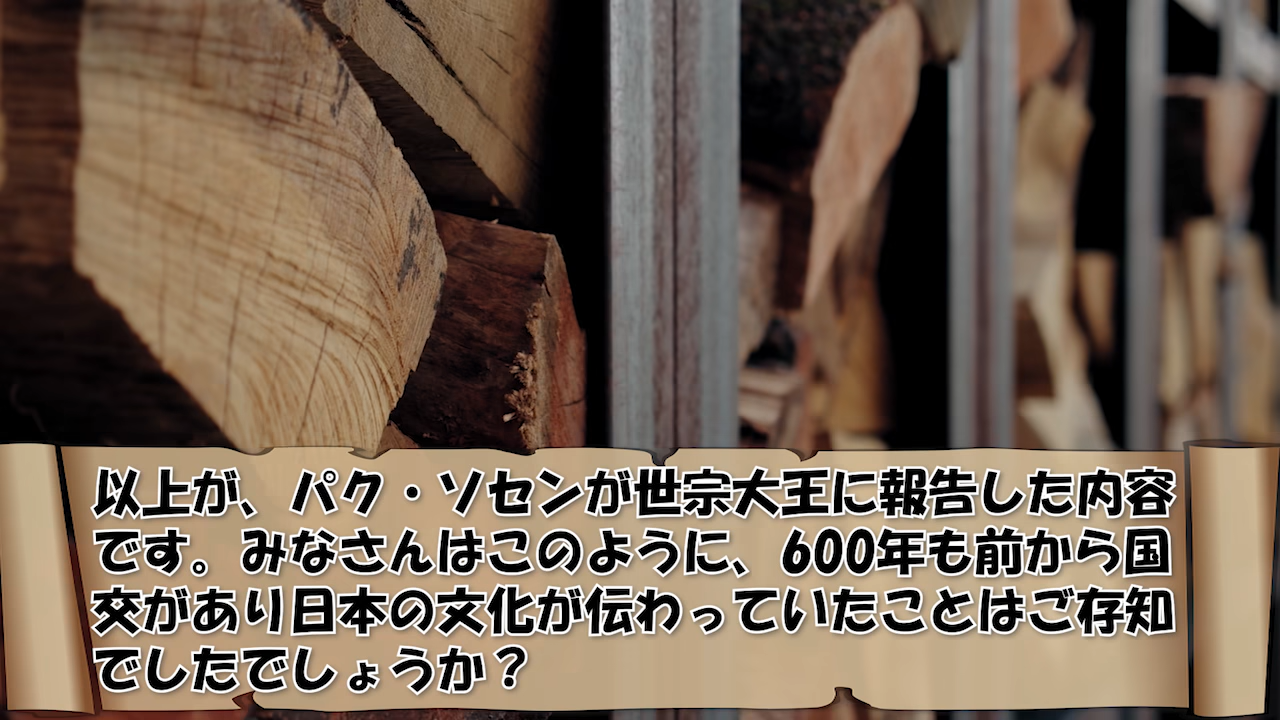 以上が、パク・ソセンが世宗大王に報告した内容
です。みなさんはこのように、600年も前から国
交があり日本の文化が伝わっていたことはご存知
でしたでしょうか？